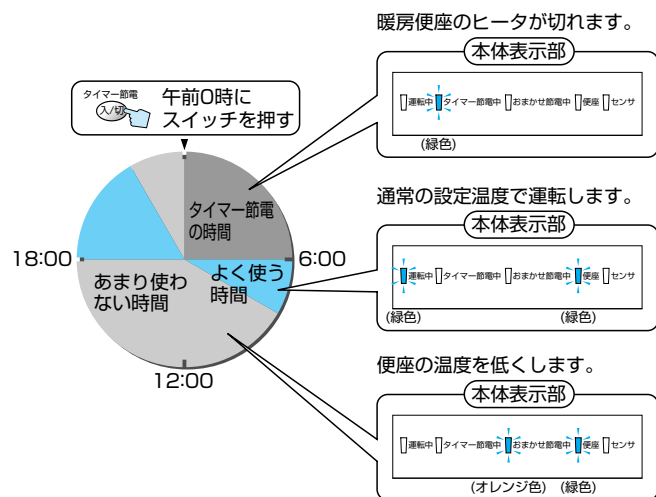 暖房便座のヒータが切れます。
本体表示部
運転中 タイマー節電中 おまかせ節電中 便座 センサ
(緑色)
タイマー節電
入/切
午前0時に
スイッチを押す
タイマー節電
の時間
18:00
6:00
よく使う
時間
あまり使わ
ない時間
12:00
通常の設定温度で運転します。
本体表示部
運転中 タイマー節電中 おまかせ節電中 便座 センサ
(緑色) (緑色)
便座の温度を低くします。
本体表示部
運転中 タイマー節電中 おまかせ節電中 便座 センサ
(オレンジ色) (緑色)